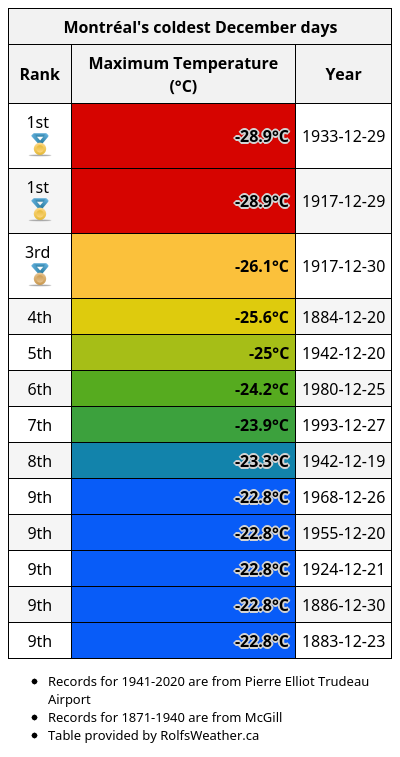 Montréal's coldest December days
Rank Maximum Temperature (°C) Year
1st -28.9°C 1933-12-29
1st -28.9°C 1917-12-29
3rd -26.1°C 1917-12-30
4th -25.6°C 1884-12-20
5th -25°C 1942-12-20
6th -24.2°C 1980-12-25
7th -23.9°C 1993-12-27
8th -23.3°C 1942-12-19
9th -22.8°C 1968-12-26
9th -22.8°C 1955-12-20
9th -22.8°C 1924-12-21
9th -22.8°C 1886-12-30
9th -22.8°C 1883-12-23
Records for 1941-2020 are from Pierre Elliot Trudeau
Airport
Records for 1871-1940 are from McGill
Table provided by RolfsWeather.ca